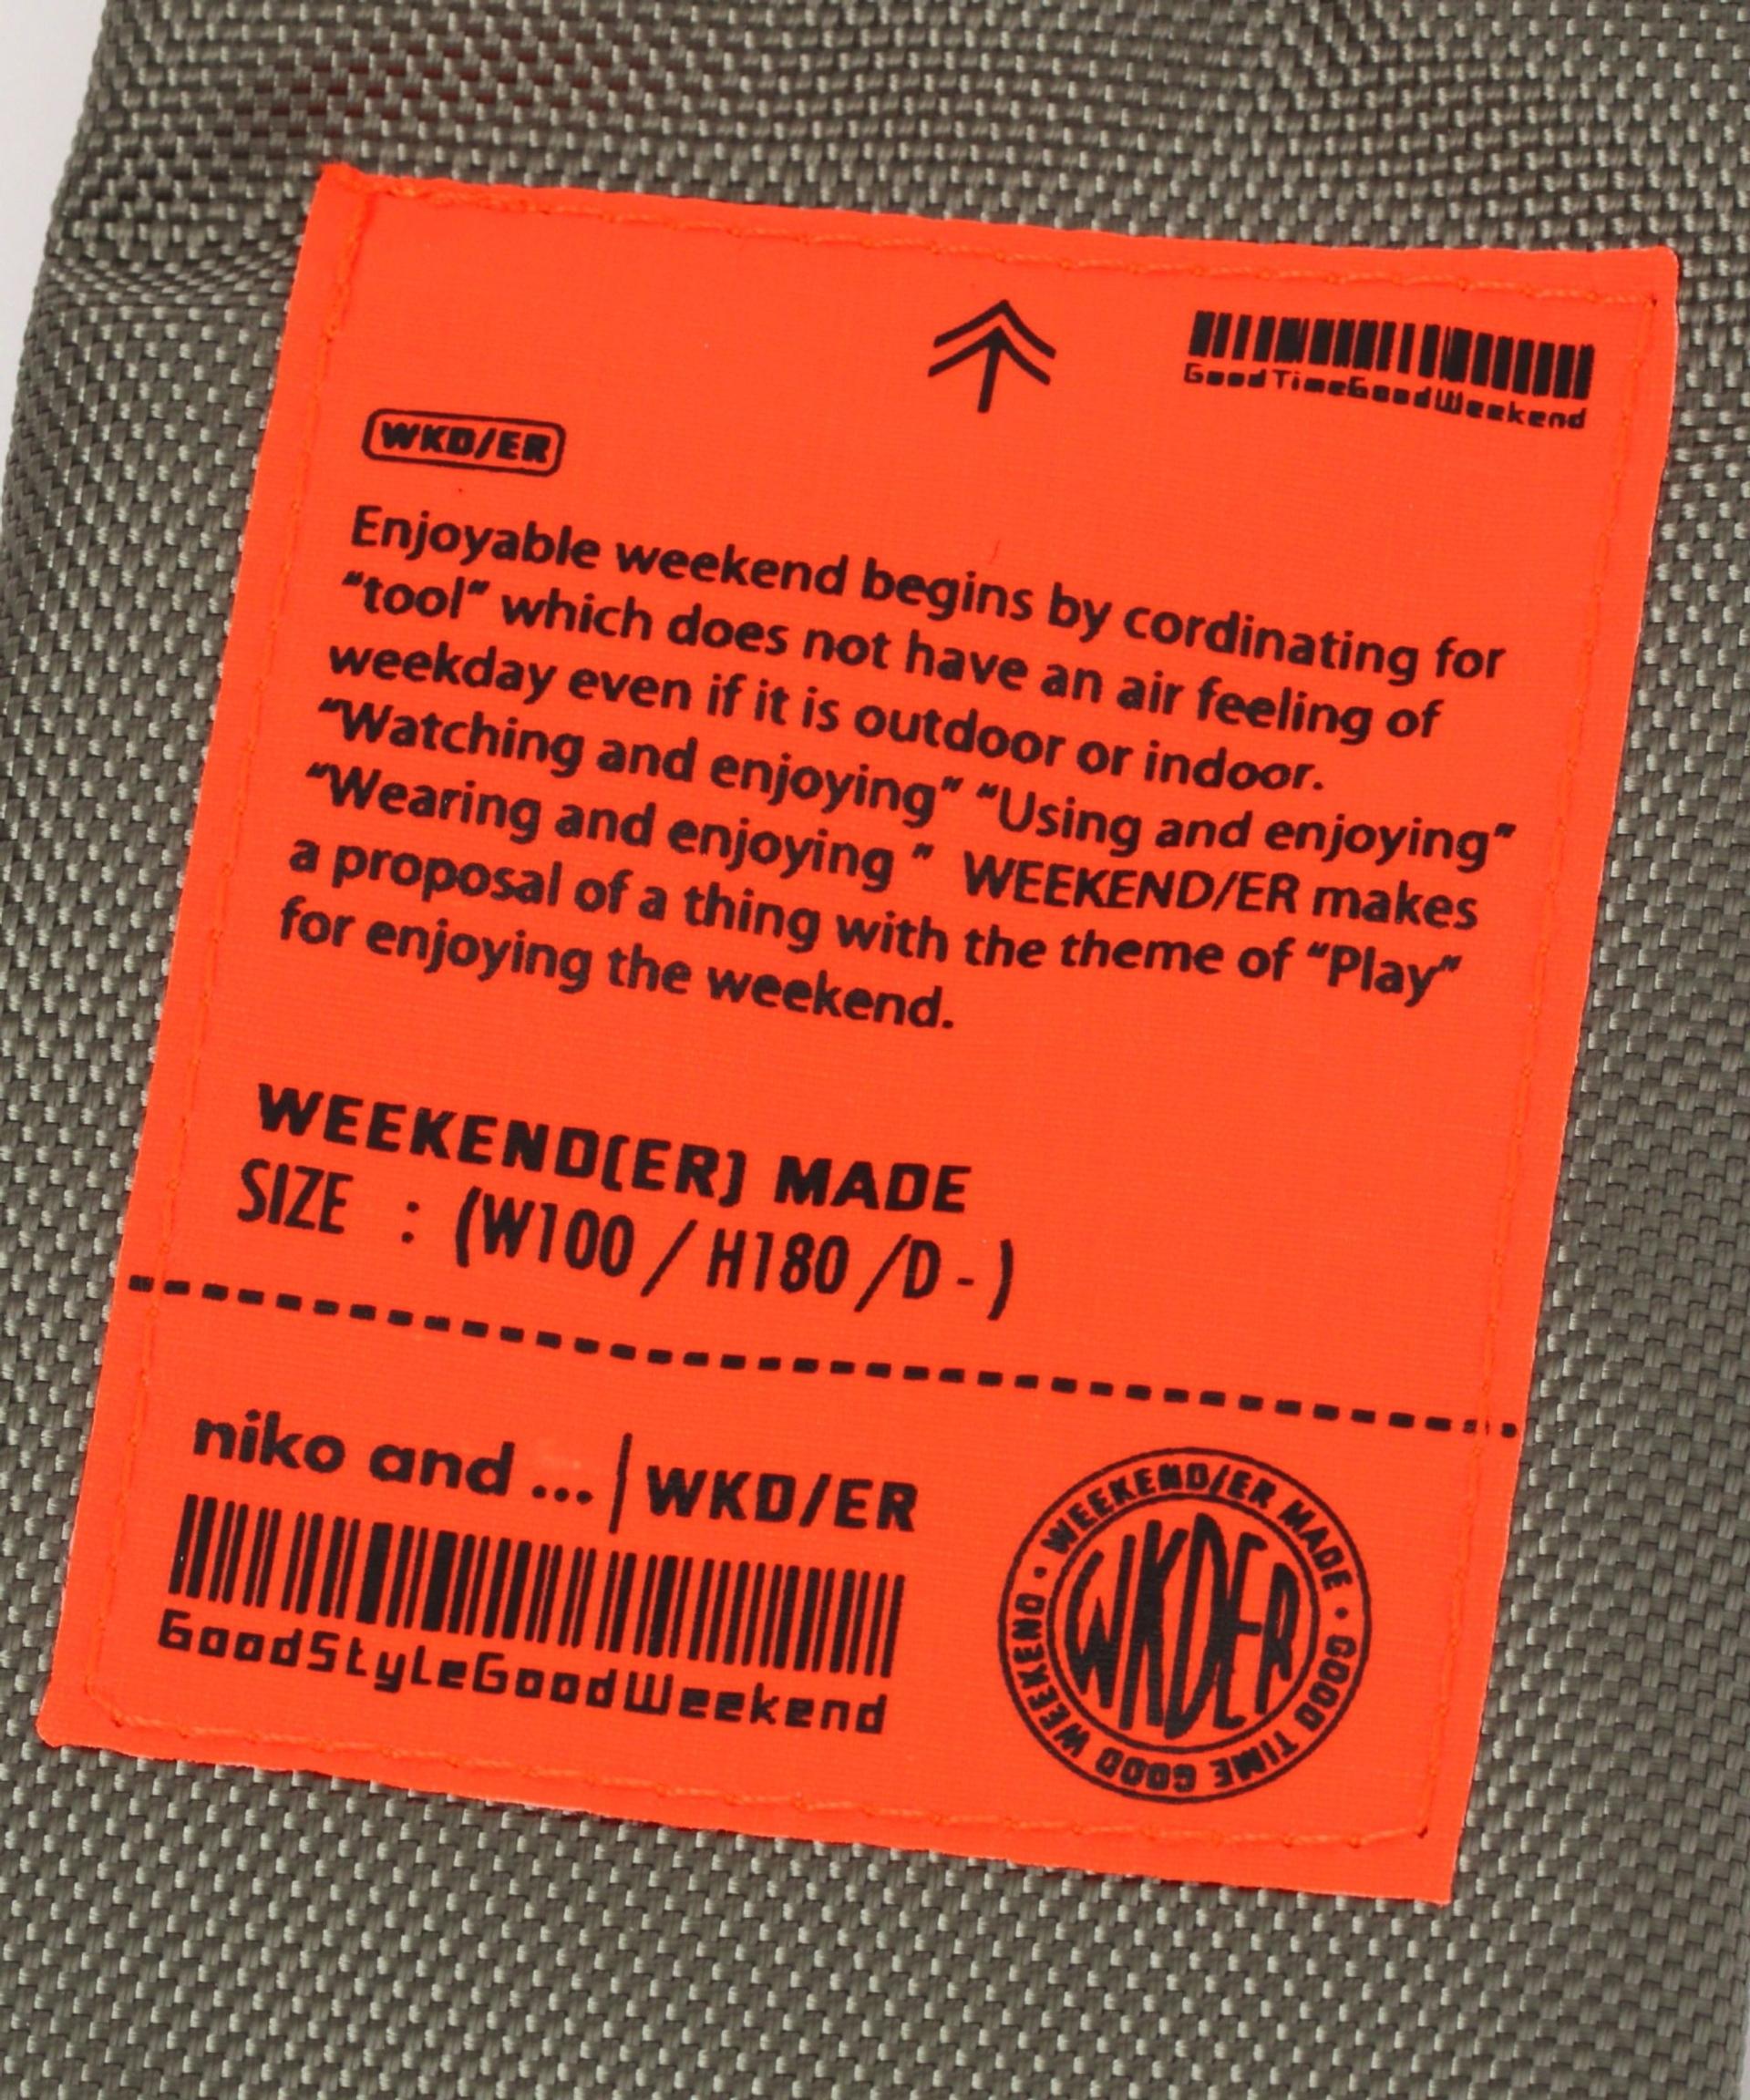 GoodTimeGoodWeekend
WKD/ER
Enjoyable weekend begins by cordinating for
“tool” which does not have an air feeling of
weekday even if it is outdoor or indoor.
“Watching and enjoying” “Using and enjoying”
“Wearing and enjoying ” WEEKEND/ER makes
a proposal of a thing with the theme of “Play”
for enjoying the weekend.
WEEKEND(ER) MADE
SIZE : (W100 / H180 /D - )
niko and ... | WKD/ER
GoodStyleGoodWeekend
WEEKEND/ER MADE · GOOD TIME GOOD WEEKEND ·
WKDER